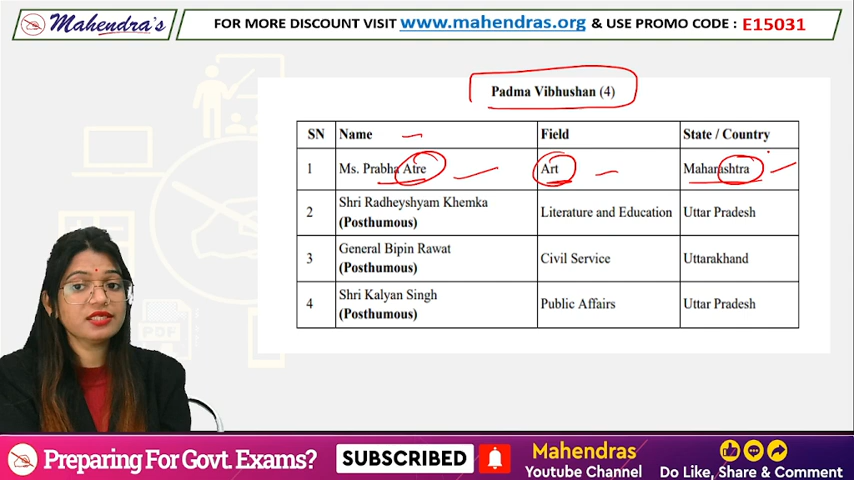 Mahendra's
FOR MORE DISCOUNT VISIT www.mahendras.org & USE PROMO CODE : E15031
Padma Vibhushan (4)
SN Name Field State / Country
1 Ms. Prabha Atre Art Maharashtra
2 Shri Radheyshyam Khemka (Posthumous) Literature and Education Uttar Pradesh
3 General Bipin Rawat (Posthumous) Civil Service Uttarakhand
4 Shri Kalyan Singh (Posthumous) Public Affairs Uttar Pradesh
PDF
Preparing For Govt. Exams? SUBSCRIBED
Mahendras
Youtube Channel
Do Like, Share & Comment